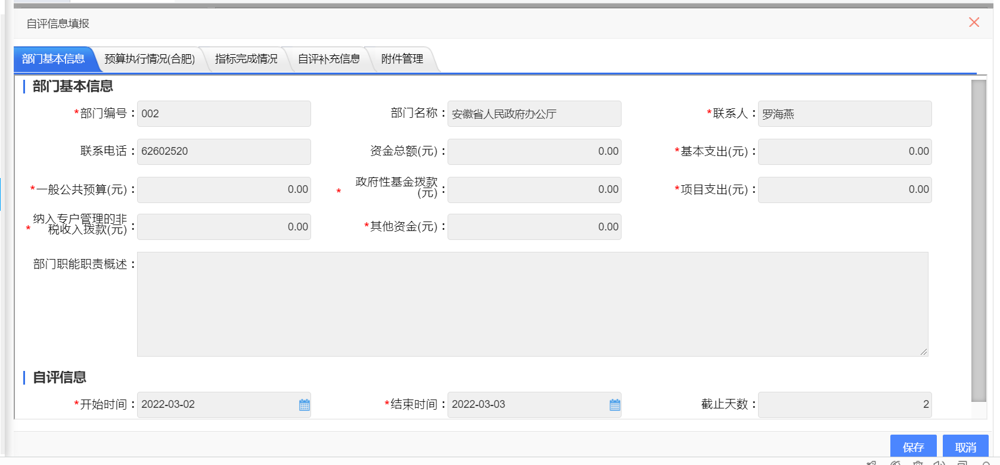 自评信息填报
部门基本信息 预算执行情况(合肥) 指标完成情况 自评补充信息 附件管理
部门基本信息
*部门编号: 002 部门名称: 安徽省人民政府办公厅 *联系人: 罗海燕
联系电话: 62602520 资金总额(元): 0.00 *基本支出(元): 0.00
*一般公共预算(元): 0.00 *政府性基金拨款(元): 0.00 *项目支出(元): 0.00
*纳入专户管理的非税收入拨款(元): 0.00 *其他资金(元): 0.00
部门职能职责概述:
自评信息
*开始时间: 2022-03-02 *结束时间: 2022-03-03 截止天数: 2
保存 取消